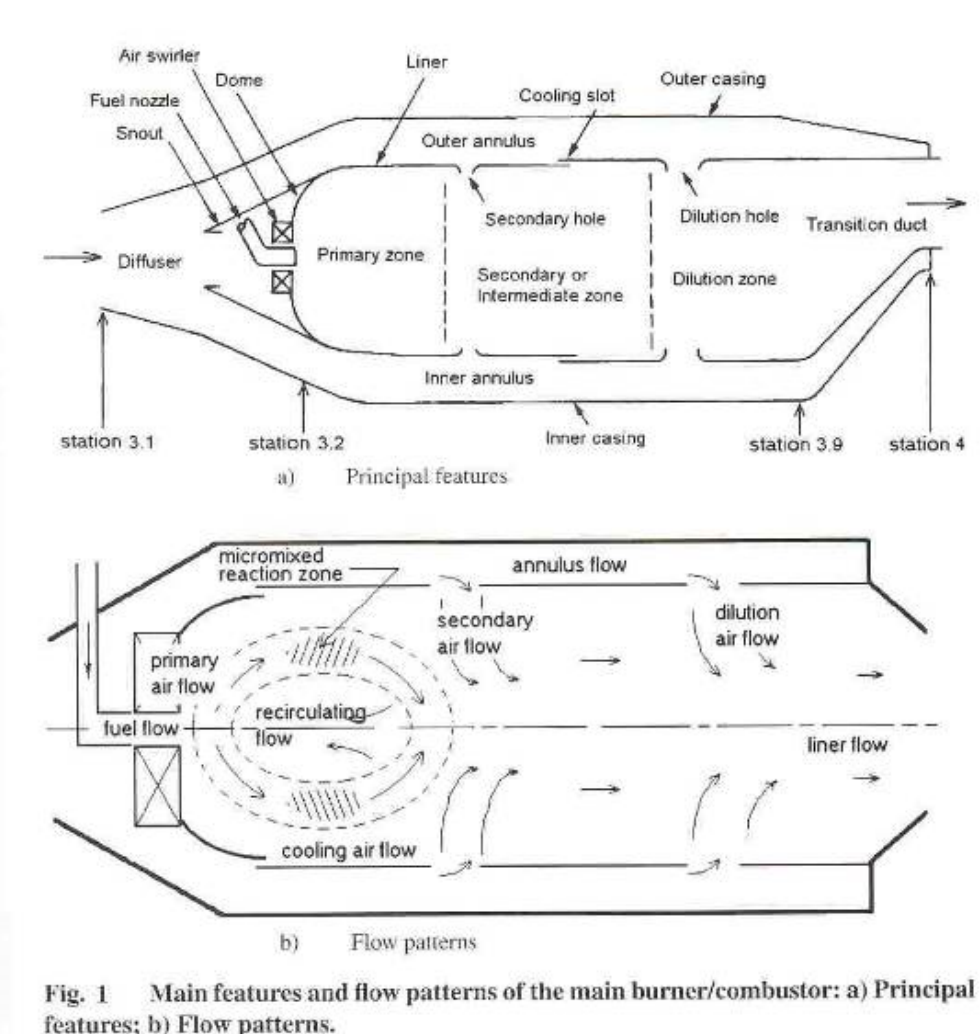 Air swirler
Dome
Fuel nozzle
Snout
Liner
Cooling slot
Outer casing
Outer annulus
Secondary hole
Dilution hole
Transition duct
Diffuser
Primary zone
Secondary or
Intermediate zone
Dilution zone
Inner annulus
Inner casing
station 3.1
station 3.2
station 3.9
station 4
a) Principal features
micromixed
reaction zone
annulus flow
primary
air flow
secondary
air flow
dilution
air flow
fuel flow
recirculating
flow
liner flow
cooling air flow
b) Flow patterns
Fig. 1 Main features and flow patterns of the main burner/combustor: a) Principal
features; b) Flow patterns.